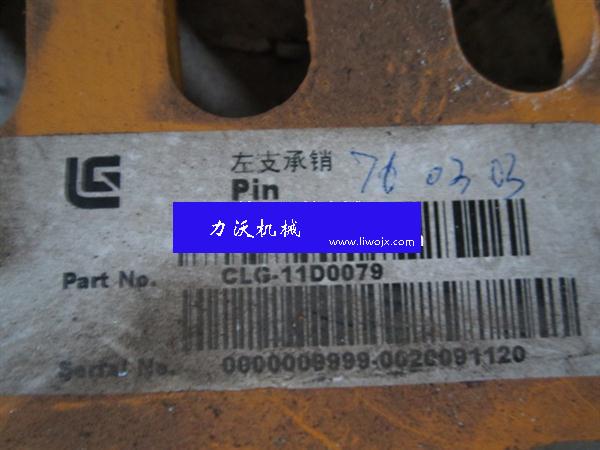 左支承销 76 03 03
Pin
力沃机械
www.liwojx.com
Part No. CLG-11D0079
Serial No. 0000009999-0020091120